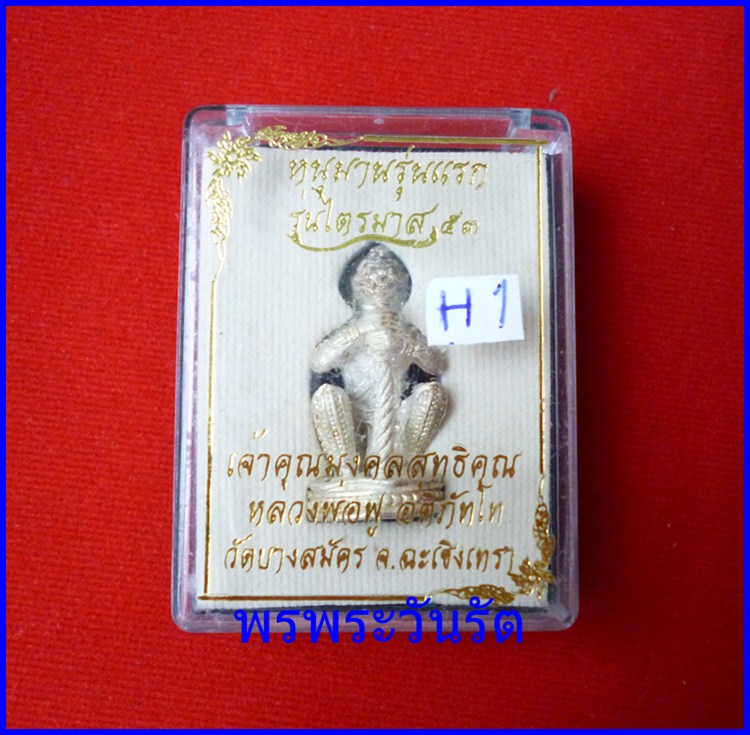 หนุมานรุ่นแรก
รุ่นไตรมาส ๕๓
H 1
เจ้าคุณมงคลสุทธิคุณ
หลวงพ่อฟู อติภัทโท
วัดบางสมัคร จ.ฉะเชิงเทรา
พรพระวันรัต